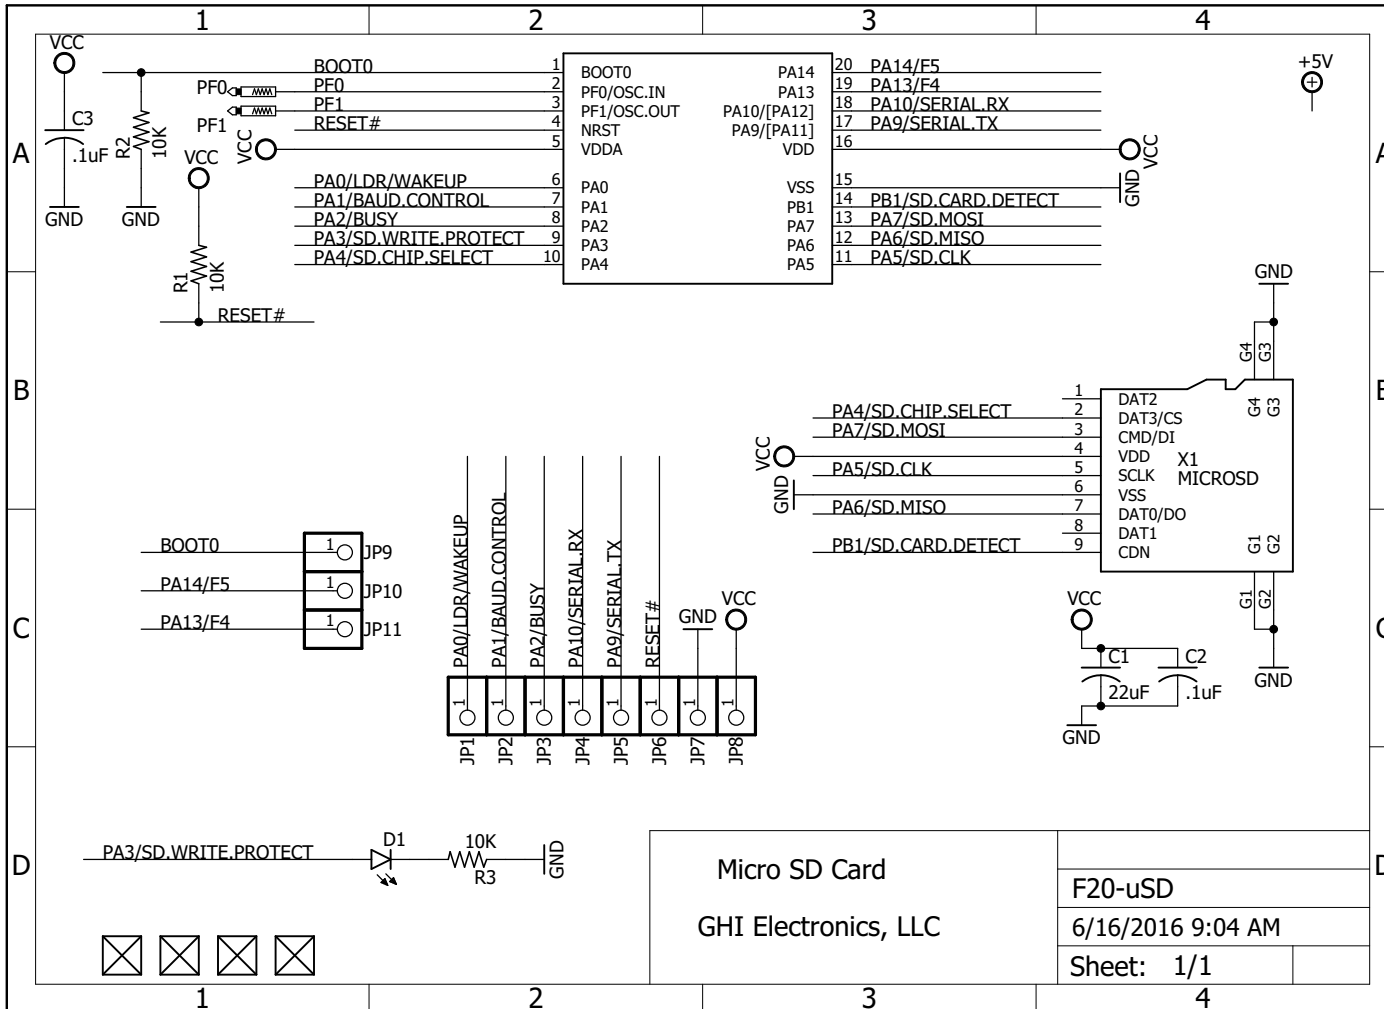 1 2 3 4
A
B
C
D
A
B
C
D
1 2 3 4
VCC
C3
.1uF
GND
R2
10K
GND
PF0
PF1
VCC
VCC
R1
10K
RESET#
BOOT0 1 BOOT0
PF0 2 PF0/OSC.IN
PF1 3 PF1/OSC.OUT
RESET# 4 NRST
5 VDDA
PA0/LDR/WAKEUP 6 PA0
PA1/BAUD.CONTROL 7 PA1
PA2/BUSY 8 PA2
PA3/SD.WRITE.PROTECT 9 PA3
PA4/SD.CHIP.SELECT 10 PA4
PA14 20 PA14/F5
PA13 19 PA13/F4
PA10/[PA12] 18 PA10/SERIAL.RX
PA9/[PA11] 17 PA9/SERIAL.TX
VDD 16 VCC
VSS 15 GND
PB1 14 PB1/SD.CARD.DETECT
PA7 13 PA7/SD.MOSI
PA6 12 PA6/SD.MISO
PA5 11 PA5/SD.CLK
+5V
GND
G4 G3
G4 G3
1 DAT2
PA4/SD.CHIP.SELECT 2 DAT3/CS
PA7/SD.MOSI 3 CMD/DI
VCC 4 VDD
PA5/SD.CLK 5 SCLK
GND 6 VSS
PA6/SD.MISO 7 DAT0/DO
8 DAT1
PB1/SD.CARD.DETECT 9 CDN
X1
MICROSD
G1 G2
G1 G2
GND
VCC
C1
22uF
C2
.1uF
GND
BOOT0 1 JP9
PA14/F5 1 JP10
PA13/F4 1 JP11
PA0/LDR/WAKEUP 1 JP1
PA1/BAUD.CONTROL 1 JP2
PA2/BUSY 1 JP3
PA10/SERIAL.RX 1 JP4
PA9/SERIAL.TX 1 JP5
RESET# 1 JP6
GND 1 JP7
VCC 1 JP8
PA3/SD.WRITE.PROTECT
D1
10K
R3
GND
Micro SD Card
GHI Electronics, LLC
F20-uSD
6/16/2016 9:04 AM
Sheet: 1/1